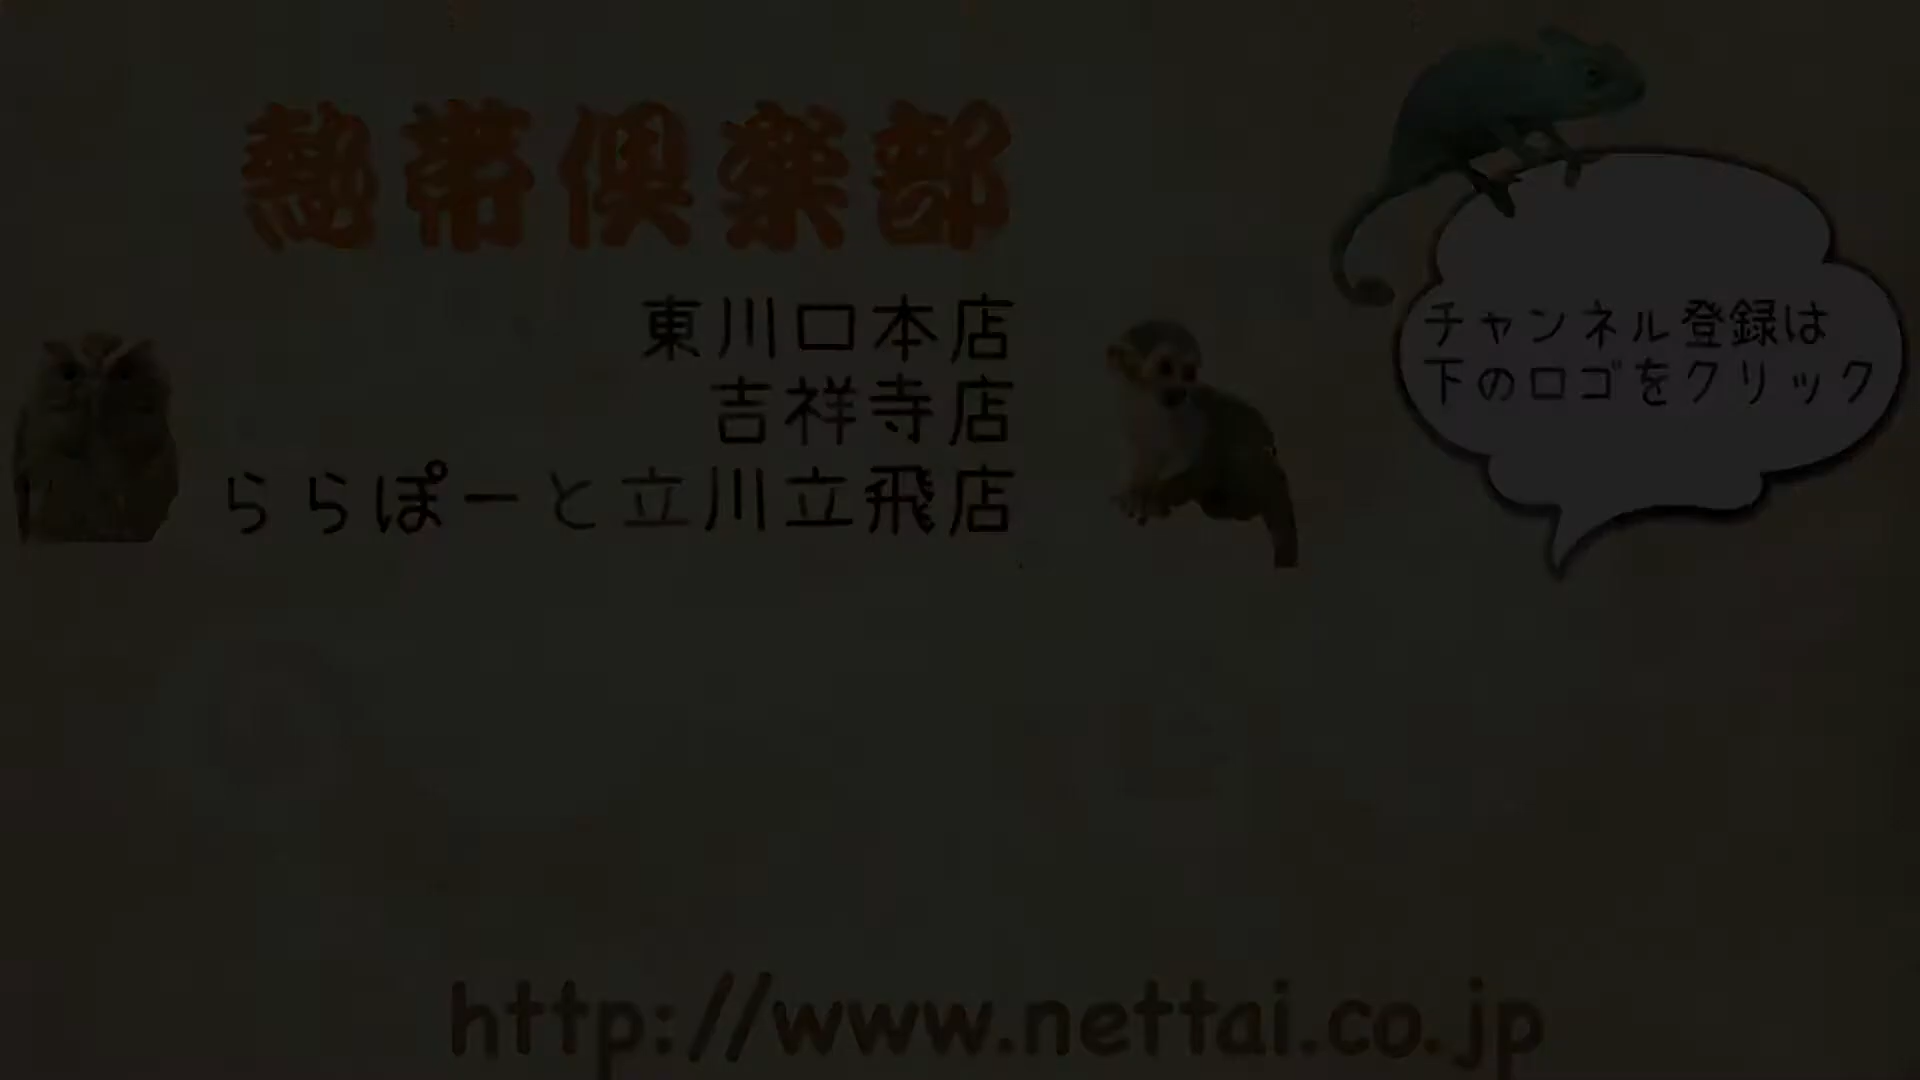 熱帯倶楽部
東川口本店
吉祥寺店
ららぽーと立川立飛店
チャンネル登録は
下のロゴをクリック
http://www.nettai.co.jp